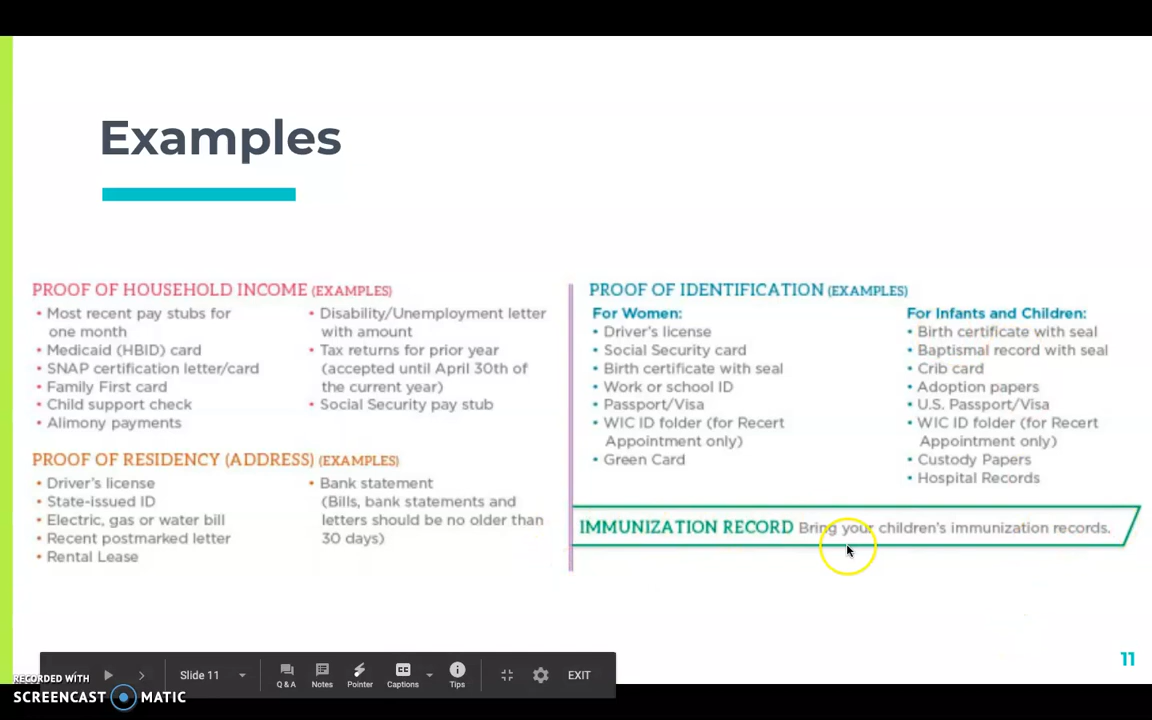 Examples
PROOF OF HOUSEHOLD INCOME (EXAMPLES)
• Most recent pay stubs for
one month
• Medicaid (HBID) card
• SNAP certification letter/card
• Family First card
• Child support check
• Alimony payments
• Disability/Unemployment letter
with amount
• Tax returns for prior year
(accepted until April 30th of
the current year)
• Social Security pay stub
PROOF OF RESIDENCY (ADDRESS) (EXAMPLES)
• Driver's license
• State-issued ID
• Electric, gas or water bill
• Recent postmarked letter
• Rental Lease
• Bank statement
(Bills, bank statements and
letters should be no older than
30 days)
PROOF OF IDENTIFICATION (EXAMPLES)
For Women:
• Driver's license
• Social Security card
• Birth certificate with seal
• Work or school ID
• Passport/Visa
• WIC ID folder (for Recert
Appointment only)
• Green Card
For Infants and Children:
• Birth certificate with seal
• Baptismal record with seal
• Crib card
• Adoption papers
• U.S. Passport/Visa
• WIC ID folder (for Recert
Appointment only)
• Custody Papers
• Hospital Records
IMMUNIZATION RECORD Bring your children's immunization records.
11
Slide 11
Q & A
Notes
Pointer
CC
Captions
Tips
EXIT
RECORDED WITH
SCREENCAST MATIC